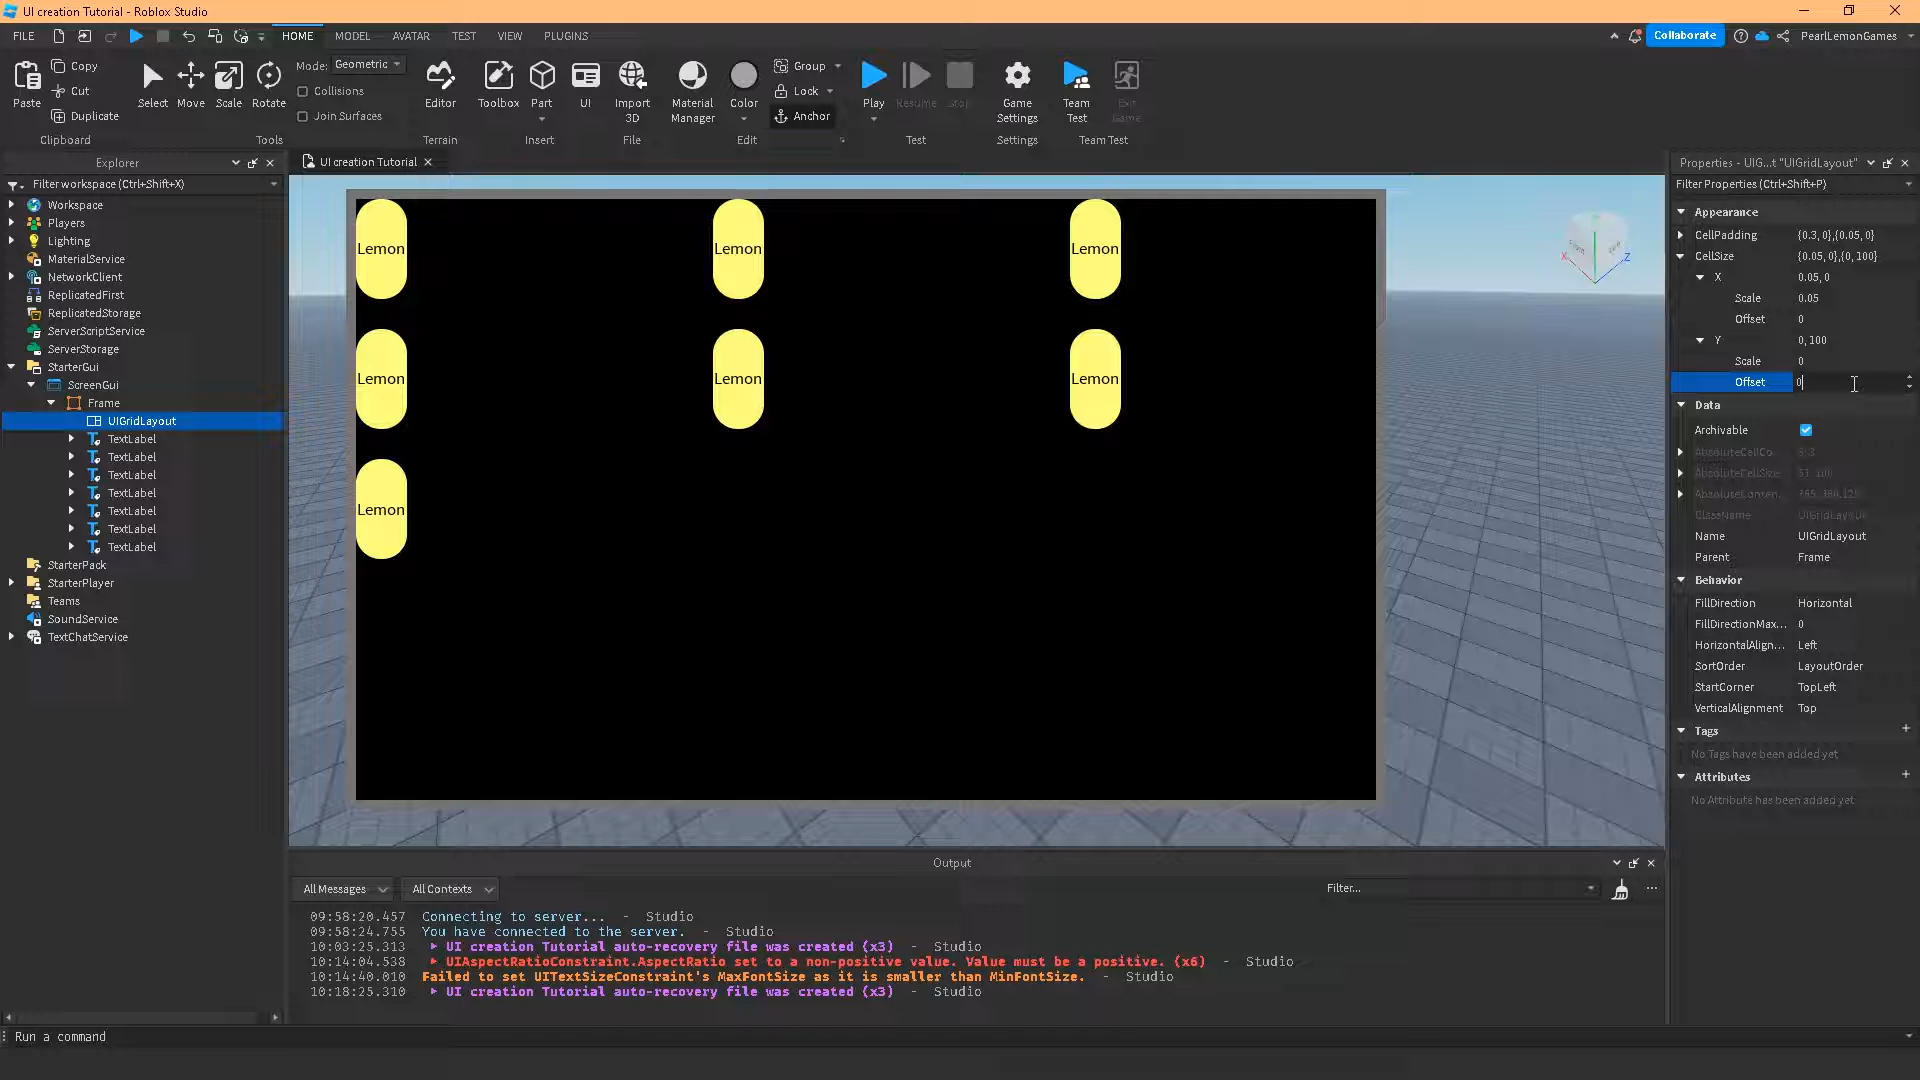 UI creation Tutorial - Roblox Studio
FILE HOME MODEL AVATAR TEST VIEW PLUGINS Collaborate PearlLemonGames
Paste Copy Cut Duplicate Clipboard
Select Move Scale Rotate Mode: Geometric Collisions Join Surfaces Tools
Editor Terrain
Toolbox Part UI Insert
Import 3D File
Material Manager Color Group Lock Anchor Edit
Play Resume Stop Test
Game Settings Settings
Team Test Exit Game Team Test
Explorer
Filter workspace (Ctrl+Shift+X)
Workspace
Players
Lighting
MaterialService
NetworkClient
ReplicatedFirst
ReplicatedStorage
ServerScriptService
ServerStorage
StarterGui
ScreenGui
Frame
UIGridLayout
TextLabel
TextLabel
TextLabel
TextLabel
TextLabel
TextLabel
TextLabel
StarterPack
StarterPlayer
Teams
SoundService
TextChatService
UI creation Tutorial
Lemon Lemon Lemon
Lemon Lemon Lemon
Lemon
X Z
Properties - UIG...t "UIGridLayout"
Filter Properties (Ctrl+Shift+P)
Appearance
CellPadding {0.3, 0},{0.05, 0}
CellSize {0.05, 0},{0, 100}
X 0.05, 0
Scale 0.05
Offset 0
Y 0, 100
Scale 0
Offset 0
Data
Archivable
AbsoluteCellCo...
AbsoluteCellSize 51, 100
AbsoluteConten...
ClassName UIGridLayout
Name UIGridLayout
Parent Frame
Behavior
FillDirection Horizontal
FillDirectionMax... 0
HorizontalAlign... Left
SortOrder LayoutOrder
StartCorner TopLeft
VerticalAlignment Top
Tags
No Tags have been added yet
Attributes
No Attribute has been added yet
Output
All Messages All Contexts Filter...
09:58:20.457 Connecting to server... - Studio
09:58:24.755 You have connected to the server. - Studio
10:03:25.313 UI creation Tutorial auto-recovery file was created (x3) - Studio
10:14:04.538 UIAspectRatioConstraint.AspectRatio set to a non-positive value. Value must be a positive. (x6) - Studio
10:14:40.010 Failed to set UITextSizeConstraint's MaxFontSize as it is smaller than MinFontSize. - Studio
10:18:25.310 UI creation Tutorial auto-recovery file was created (x3) - Studio
Run a command